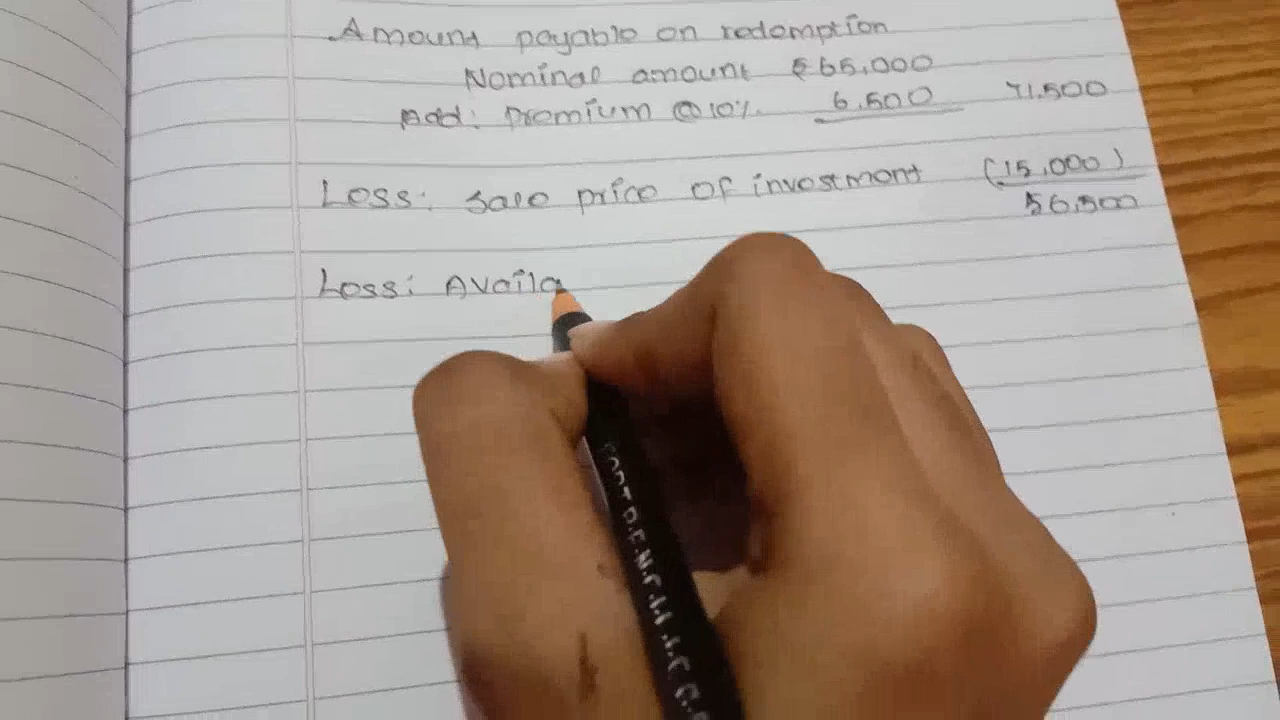 Amount payable on redemption
Nominal amount ₹65,000
Add: Premium @10% 6,500 71,500
Less: Sale price of investment (15,000)
56,500
Less: Availa